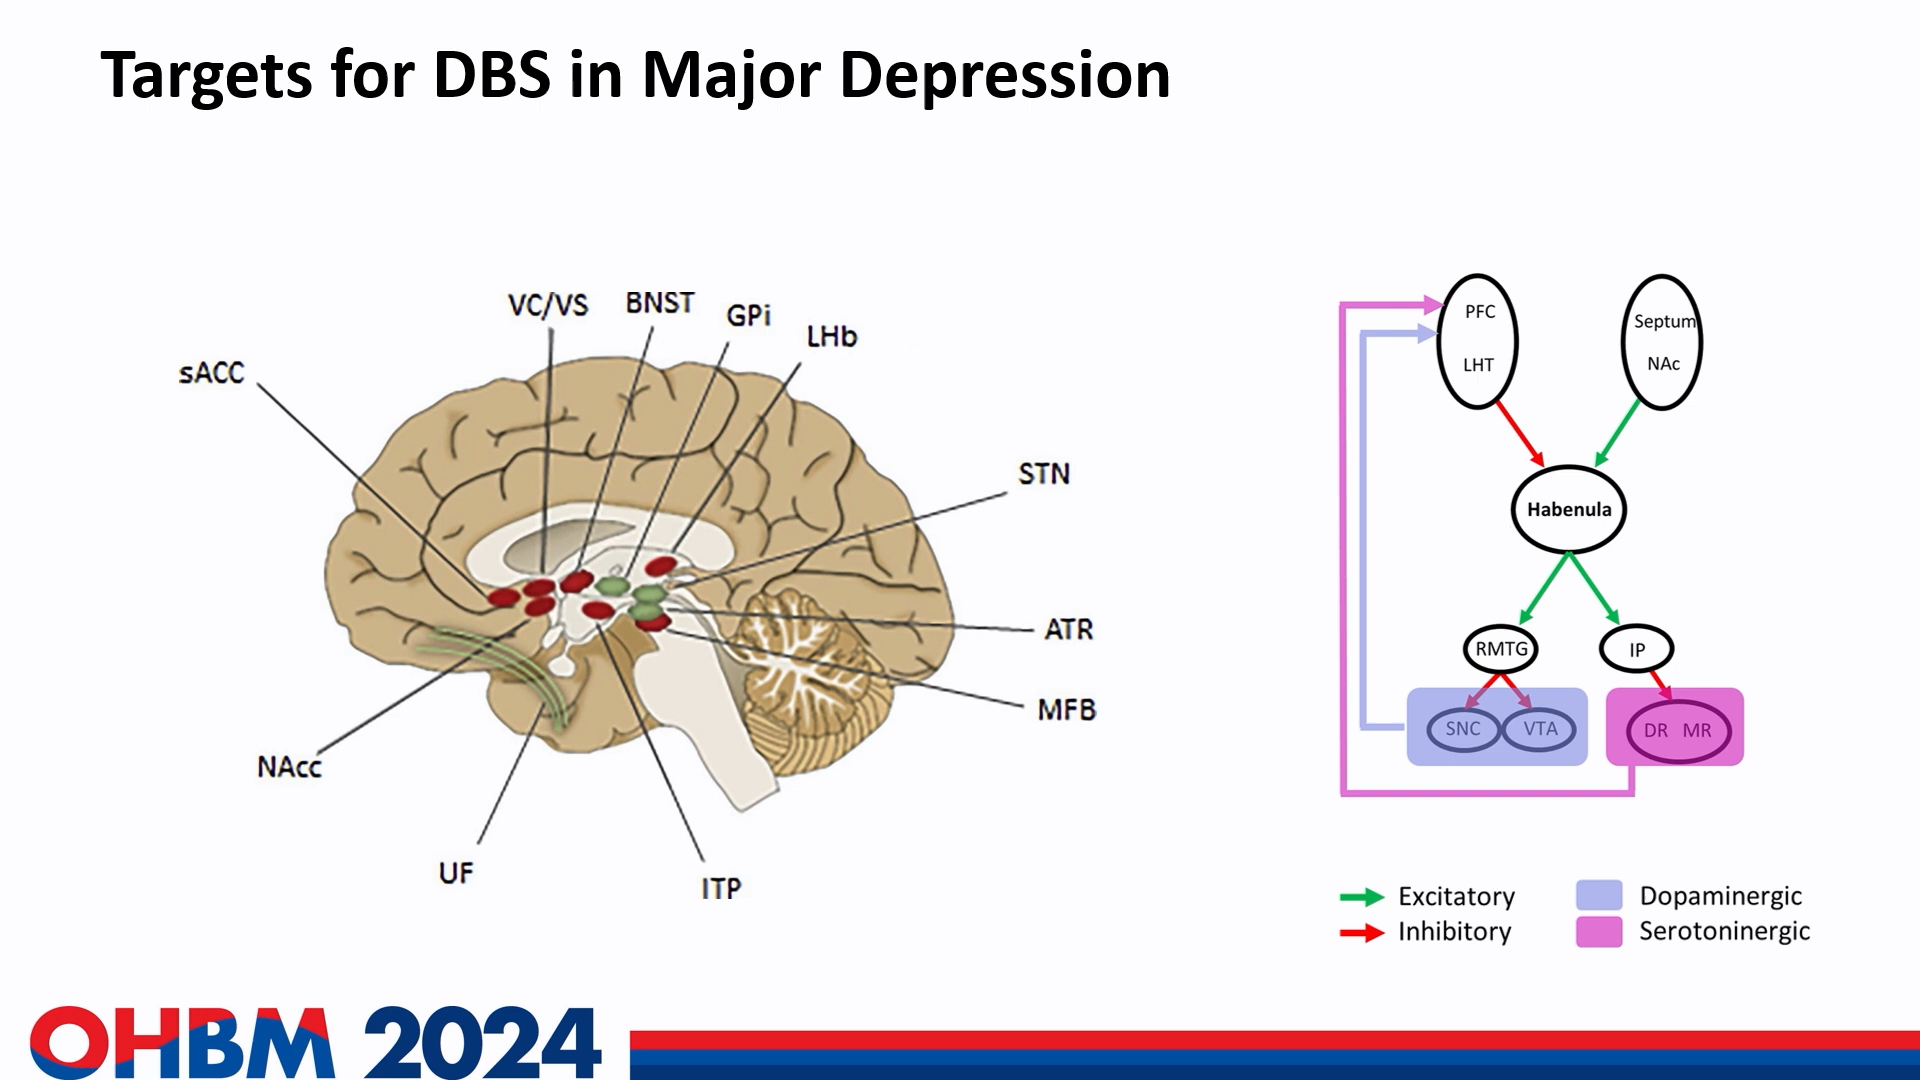 Targets for DBS in Major Depression
VC/VS
BNST
GPi
LHb
sACC
STN
ATR
MFB
NAcc
UF
ITP
PFC
LHT
Septum
NAc
Habenula
RMTG
IP
SNC
VTA
DR MR
Excitatory
Inhibitory
Dopaminergic
Serotoninergic
OHBM 2024